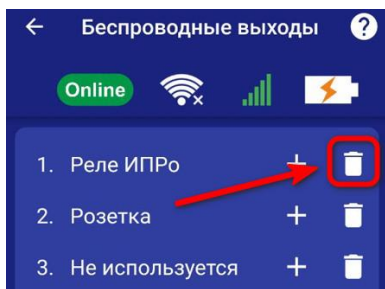 Беспроводные выходы ?
Online
1. Реле ИПРо +
2. Розетка +
3. Не используется +